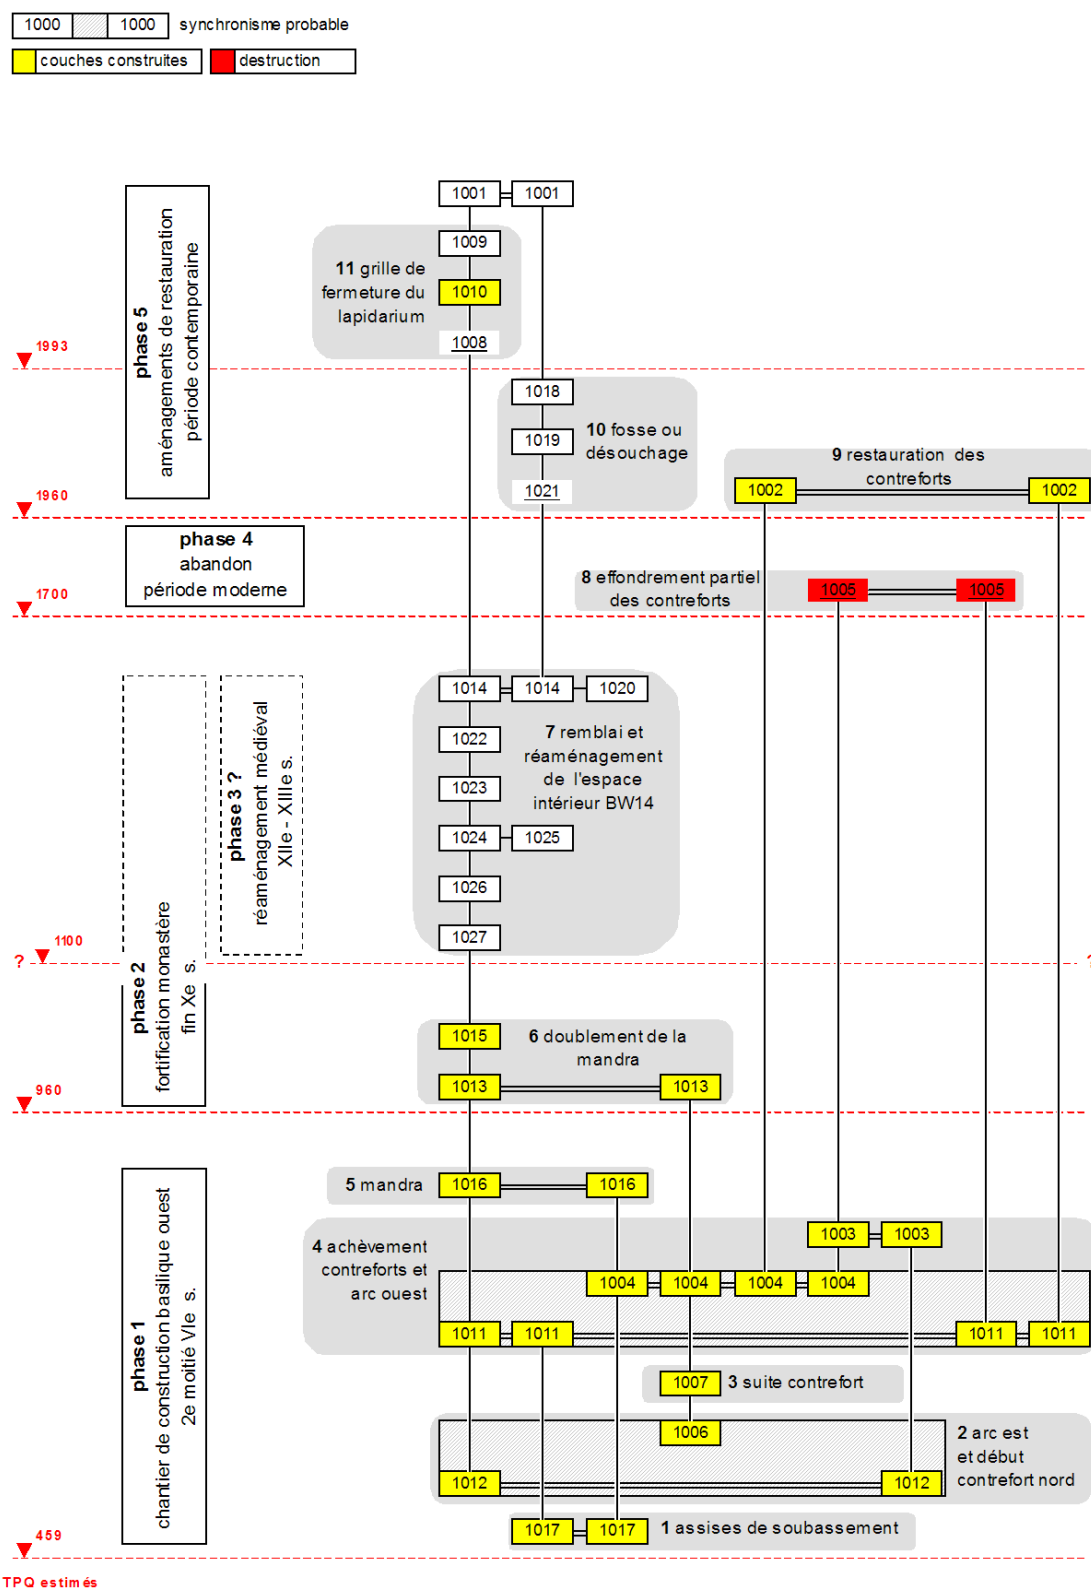 1000 1000 synchronisme probable
couches construites destruction
1001 1001
1009
11 grille de
fermeture du
lapidarium
1010
1008
phase 5
aménagements de restauration
période contemporaine
1993
1018
1019
10 fosse ou
désouchage
1021
9 restauration des
contreforts
1002 1002
1960
phase 4
abandon
période moderne
8 effondrement partiel
des contreforts
1005 1005
1700
1014 1014 1020
1022
7 remblai et
réaménagement
de l'espace
intérieur BW14
1023
1024 1025
1026
1027
phase 3 ?
réaménagement médiéval
XIIe - XIIIe s.
? 1100
phase 2
fortification monastère
fin Xe s.
1015
6 doublement de la
mandra
1013 1013
960
5 mandra
1016 1016
1003 1003
4 achèvement
contreforts et
arc ouest
1004 1004 1004 1004
1011 1011 1011 1011
phase 1
chantier de construction basilique ouest
2e moitié VIe s.
1007 3 suite contrefort
1006
2 arc est
et début
contrefort nord
1012 1012
1017 1017 1 assises de soubassement
459
TPQ estimés